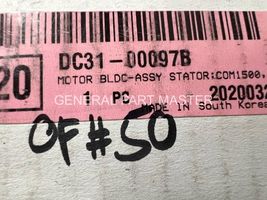 DC31-00097B
20
MOTOR BLDC-ASSY STATOR:COM1500,
GENERAL PART MASTER
1 PC 2020032
MADE IN South Korea
OF#50